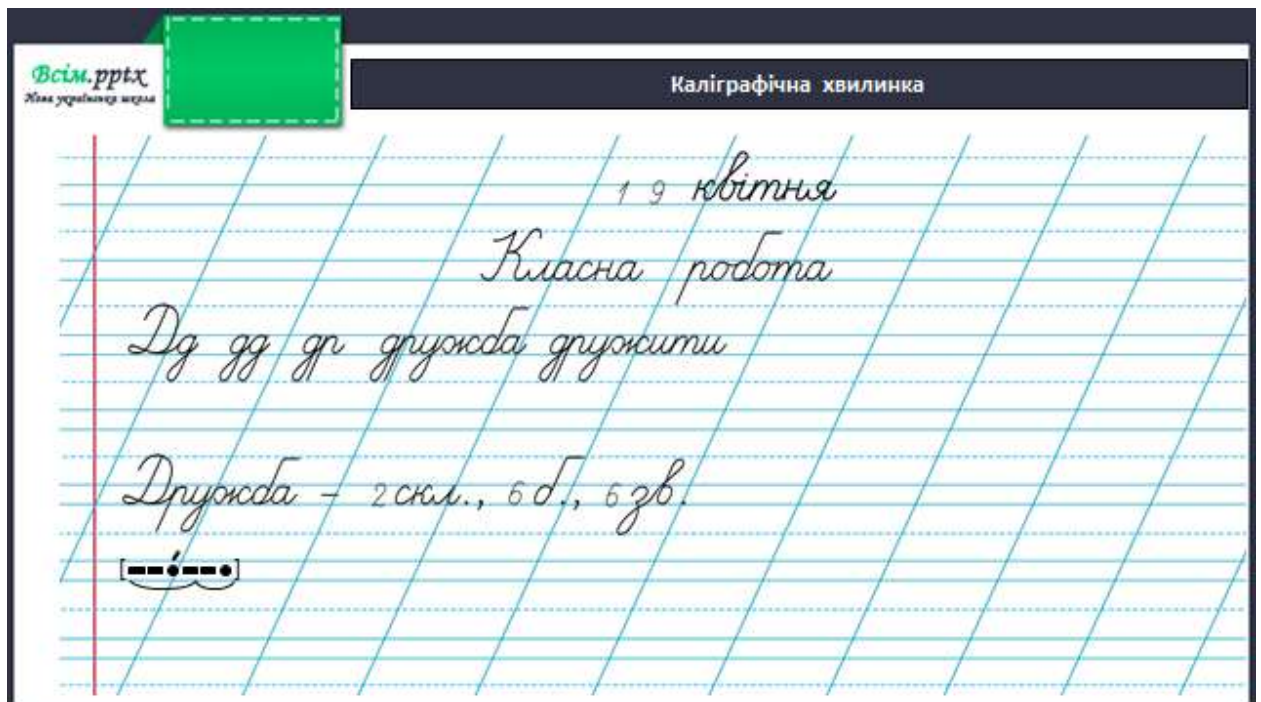 Всім.pptx
Нова українська школа
Каліграфічна хвилинка
19 квітня
Класна робота
Дд дд др дружба дружити
Дружба – 2 скл., 6 б., 6 зв.